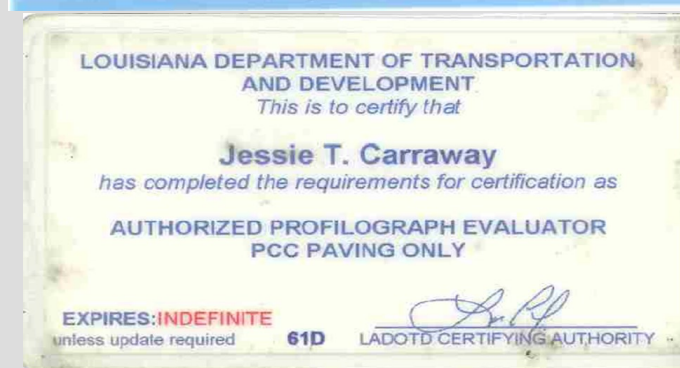 LOUISIANA DEPARTMENT OF TRANSPORTATION
AND DEVELOPMENT
This is to certify that
Jessie T. Carraway
has completed the requirements for certification as
AUTHORIZED PROFILOGRAPH EVALUATOR
PCC PAVING ONLY
EXPIRES:INDEFINITE
unless update required 61D LADOTD CERTIFYING AUTHORITY